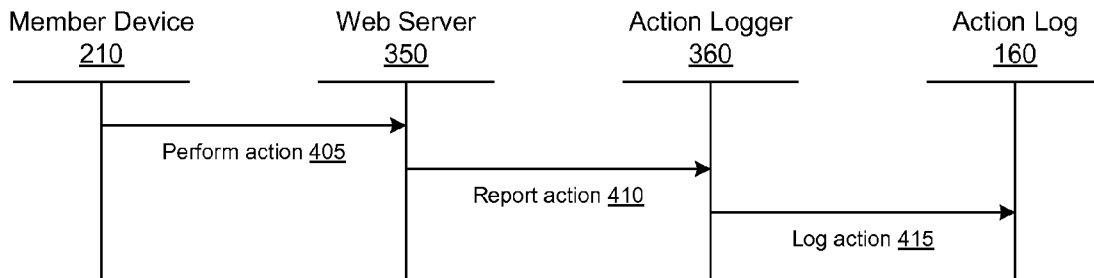 Member Device
210
Web Server
350
Action Logger
360
Action Log
160
Perform action 405
Report action 410
Log action 415